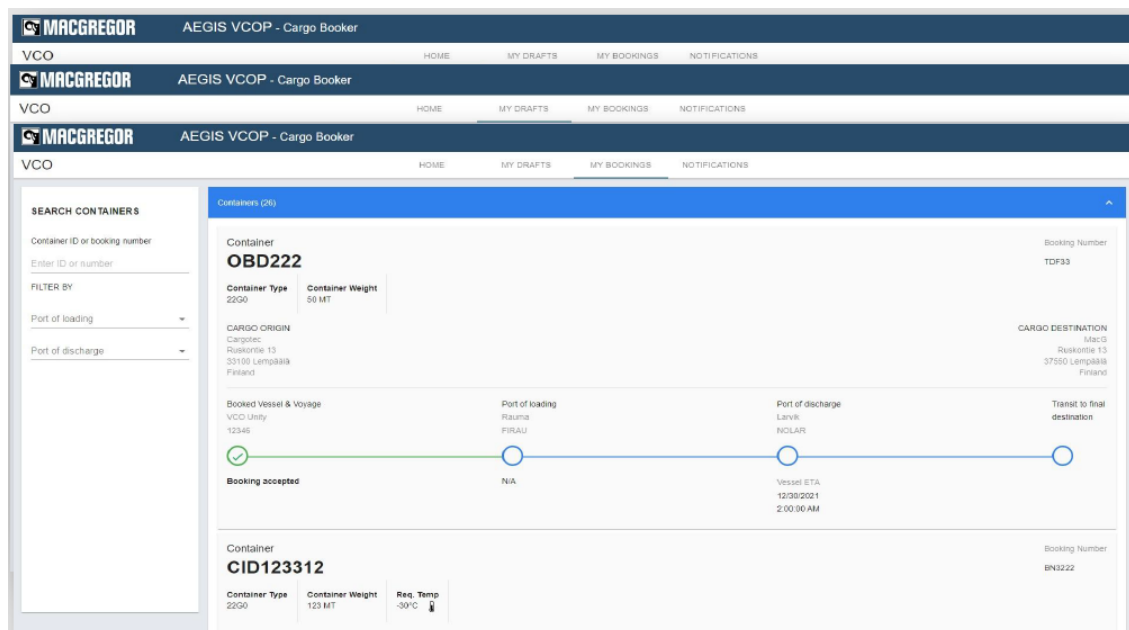 MACGREGOR AEGIS VCOP - Cargo Booker
VCO HOME MY DRAFTS MY BOOKINGS NOTIFICATIONS
MACGREGOR AEGIS VCOP - Cargo Booker
VCO HOME MY DRAFTS MY BOOKINGS NOTIFICATIONS
MACGREGOR AEGIS VCOP - Cargo Booker
VCO HOME MY DRAFTS MY BOOKINGS NOTIFICATIONS
SEARCH CONTAINERS
Container ID or booking number
Enter ID or number
FILTER BY
Port of loading
Port of discharge
Containers (26)
Container Booking Number
OBD222 TDF33
Container Type Container Weight
22G0 50 MT
CARGO ORIGIN CARGO DESTINATION
Cargotec MacG
Ruskontie 13 Ruskontie 13
33100 Lempäälä 37550 Lempäälä
Finland Finland
Booked Vessel & Voyage Port of loading Port of discharge Transit to final
VCO Unity Rauma Larvik destination
12345 FIRAU NOLAR
Booking accepted N/A Vessel ETA
12/30/2021
2:00:00 AM
Container Booking Number
CID123312 BN3222
Container Type Container Weight Req. Temp
22G0 123 MT -30°C